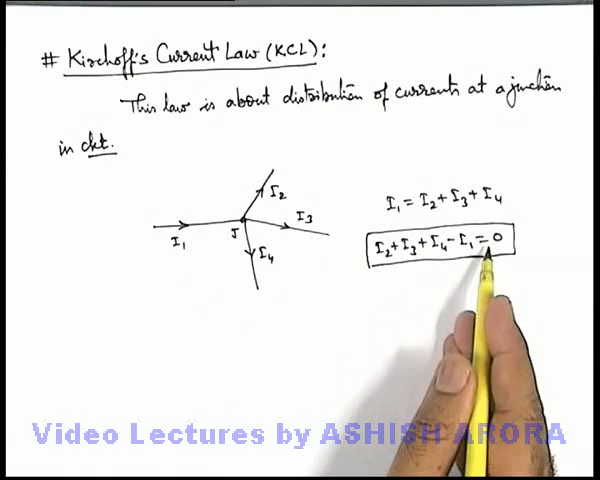 # Kirchoff's Current Law (KCL):
This law is about distribution of currents at a junction
in ckt.
I₂
I₁ = I₂ + I₃ + I₄
I₃
J
I₁
I₄
I₂ + I₃ + I₄ − I₁ = 0
Video Lectures by ASHISH ARORA